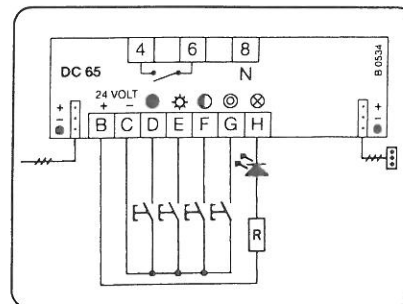 4 6 8
DC 65
N
B 0534
24 VOLT
+ -
+
-
+
-
B C D E F G H
R